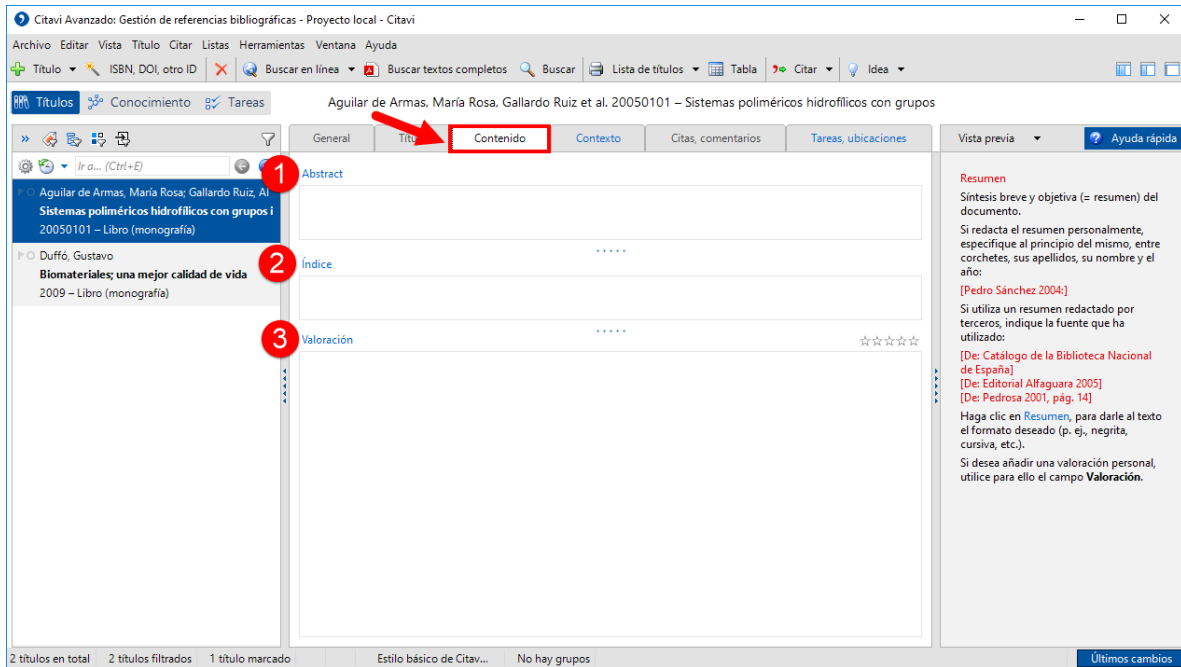 Citavi Avanzado: Gestión de referencias bibliográficas - Proyecto local - Citavi
Archivo Editar Vista Título Citar Listas Herramientas Ventana Ayuda
Título ISBN, DOI, otro ID Buscar en línea Buscar textos completos Buscar Lista de títulos Tabla Citar Idea
Títulos Conocimiento Tareas Aguilar de Armas, María Rosa, Gallardo Ruiz et al. 20050101 – Sistemas poliméricos hidrofílicos con grupos
General Contenido Contexto Citas, comentarios Tareas, ubicaciones
Ir a... (Ctrl+E)
Aguilar de Armas, María Rosa; Gallardo Ruiz, Al
Sistemas poliméricos hidrofílicos con grupos i
20050101 – Libro (monografía)
Duffó, Gustavo
Biomateriales; una mejor calidad de vida
2009 – Libro (monografía)
1 Abstract
2 Índice
3 Valoración
Vista previa Ayuda rápida
Resumen
Síntesis breve y objetiva (= resumen) del
documento.
Si redacta el resumen personalmente,
especifique al principio del mismo, entre
corchetes, sus apellidos, su nombre y el
año:
[Pedro Sánchez 2004:]
Si utiliza un resumen redactado por
terceros, indique la fuente que ha
utilizado:
[De: Catálogo de la Biblioteca Nacional
de España]
[De: Editorial Alfaguara 2005]
[De: Pedrosa 2001, pág. 14]
Haga clic en Resumen, para darle al texto
el formato deseado (p. ej., negrita,
cursiva, etc.).
Si desea añadir una valoración personal,
utilice para ello el campo Valoración.
2 títulos en total 2 títulos filtrados 1 título marcado Estilo básico de Citav... No hay grupos Últimos cambios